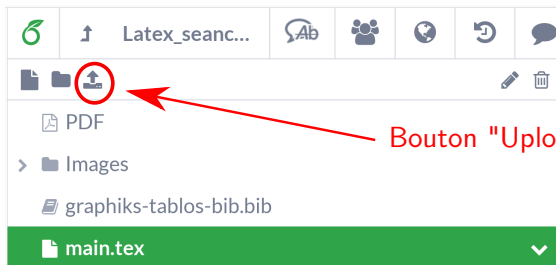 Latex_seanc...
PDF
Bouton "Uplo
Images
graphiks-tablos-bib.bib
main.tex